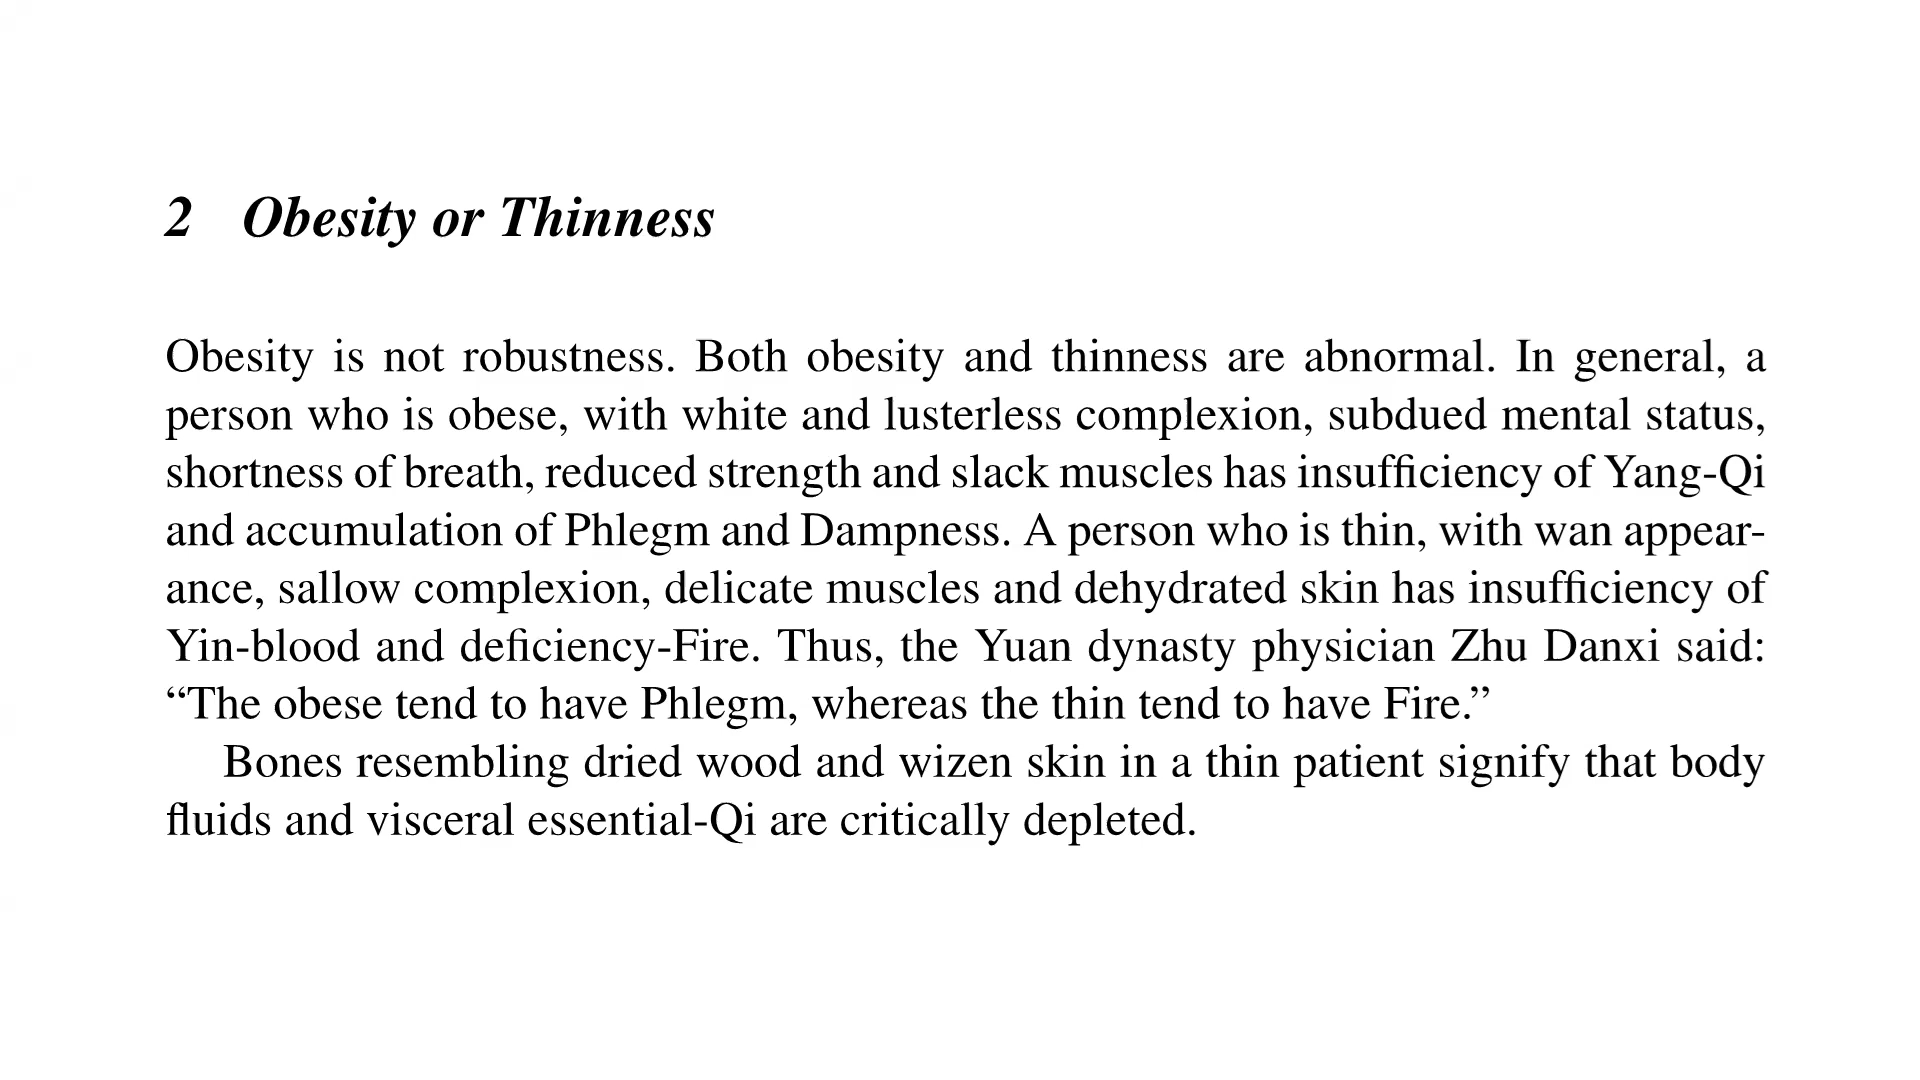 2 Obesity or Thinness
Obesity is not robustness. Both obesity and thinness are abnormal. In general, a
person who is obese, with white and lusterless complexion, subdued mental status,
shortness of breath, reduced strength and slack muscles has insufficiency of Yang-Qi
and accumulation of Phlegm and Dampness. A person who is thin, with wan appear-
ance, sallow complexion, delicate muscles and dehydrated skin has insufficiency of
Yin-blood and deficiency-Fire. Thus, the Yuan dynasty physician Zhu Danxi said:
“The obese tend to have Phlegm, whereas the thin tend to have Fire.”
Bones resembling dried wood and wizen skin in a thin patient signify that body
fluids and visceral essential-Qi are critically depleted.